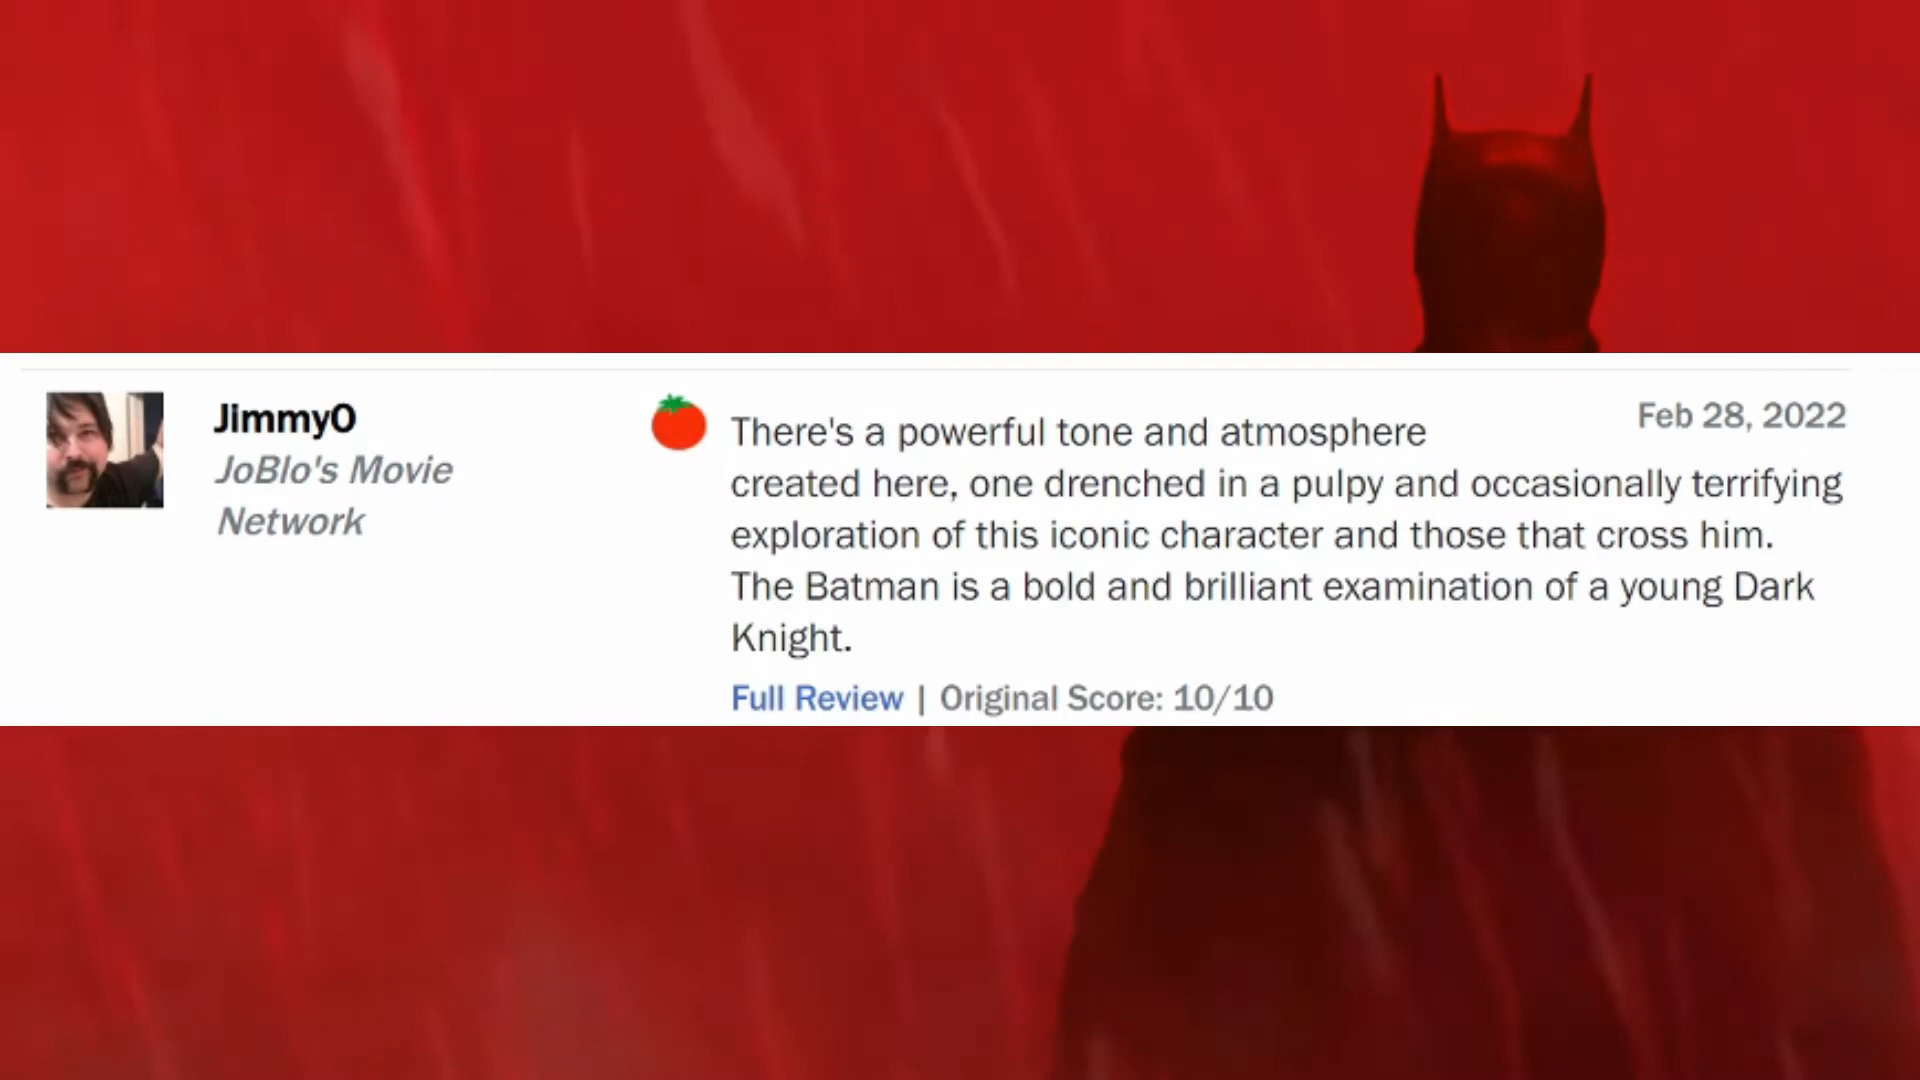 JimmyO
JoBlo's Movie
Network
There's a powerful tone and atmosphere
Feb 28, 2022
created here, one drenched in a pulpy and occasionally terrifying
exploration of this iconic character and those that cross him.
The Batman is a bold and brilliant examination of a young Dark
Knight.
Full Review | Original Score: 10/10